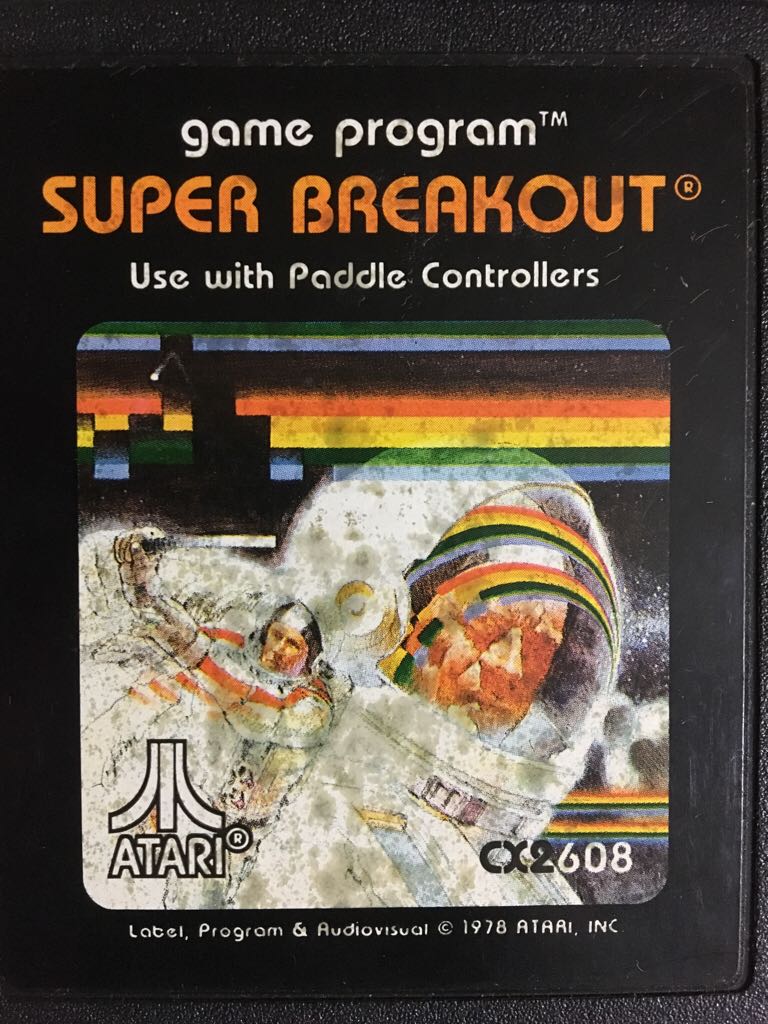 game program™
SUPER BREAKOUT®
Use with Paddle Controllers
ATARI®
CX2608
Label, Program & Audiovisual © 1978 ATARI, INC.